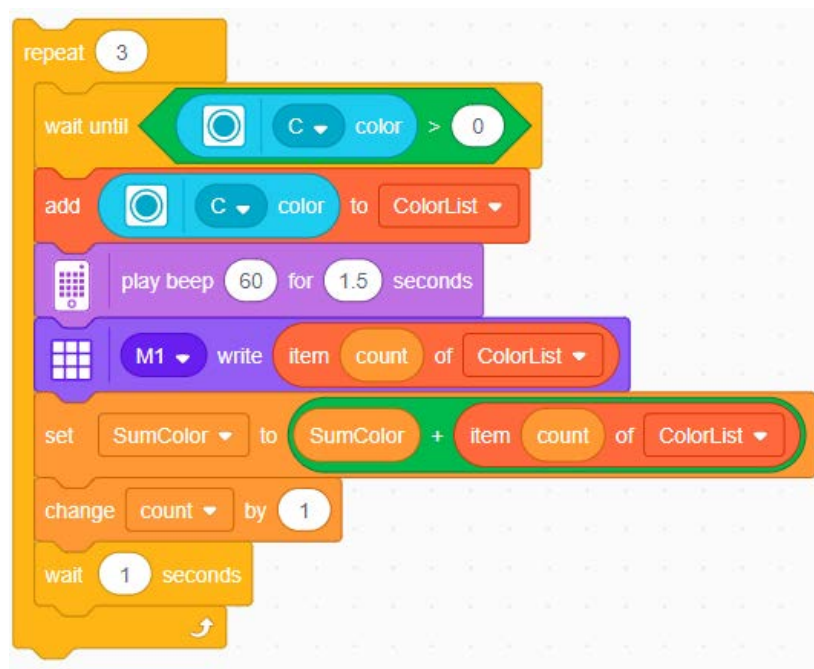 repeat 3
wait until C color > 0
add C color to ColorList
play beep 60 for 1.5 seconds
M1 write item count of ColorList
set SumColor to SumColor + item count of ColorList
change count by 1
wait 1 seconds